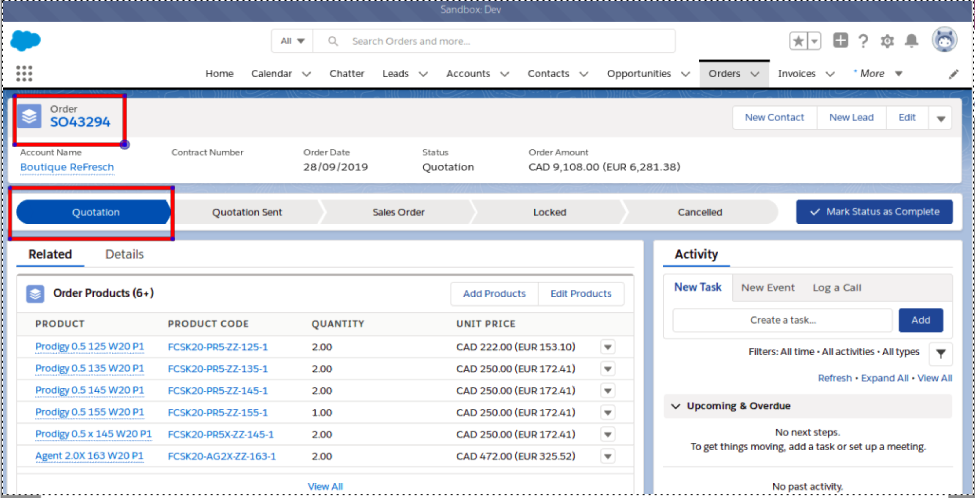 Sandbox: Dev
All Search Orders and more...
Home Calendar Chatter Leads Accounts Contacts Opportunities Orders Invoices * More
Order
SO43294
New Contact New Lead Edit
Account Name Contract Number Order Date Status Order Amount
Boutique ReFresch 28/09/2019 Quotation CAD 9,108.00 (EUR 6,281.38)
Quotation Quotation Sent Sales Order Locked Cancelled Mark Status as Complete
Related Details
Order Products (6+) Add Products Edit Products
PRODUCT PRODUCT CODE QUANTITY UNIT PRICE
Prodigy 0.5 125 W20 P1 FCSK20-PR5-ZZ-125-1 2.00 CAD 222.00 (EUR 153.10)
Prodigy 0.5 135 W20 P1 FCSK20-PR5-ZZ-135-1 2.00 CAD 250.00 (EUR 172.41)
Prodigy 0.5 145 W20 P1 FCSK20-PR5-ZZ-145-1 2.00 CAD 250.00 (EUR 172.41)
Prodigy 0.5 155 W20 P1 FCSK20-PR5-ZZ-155-1 1.00 CAD 250.00 (EUR 172.41)
Prodigy 0.5 x 145 W20 P1 FCSK20-PR5X-ZZ-145-1 2.00 CAD 250.00 (EUR 172.41)
Agent 2.0X 163 W20 P1 FCSK20-AG2X-ZZ-163-1 2.00 CAD 472.00 (EUR 325.52)
View All
Activity
New Task New Event Log a Call
Create a task... Add
Filters: All time • All activities • All types
Refresh • Expand All • View All
Upcoming & Overdue
No next steps.
To get things moving, add a task or set up a meeting.
No past activity.